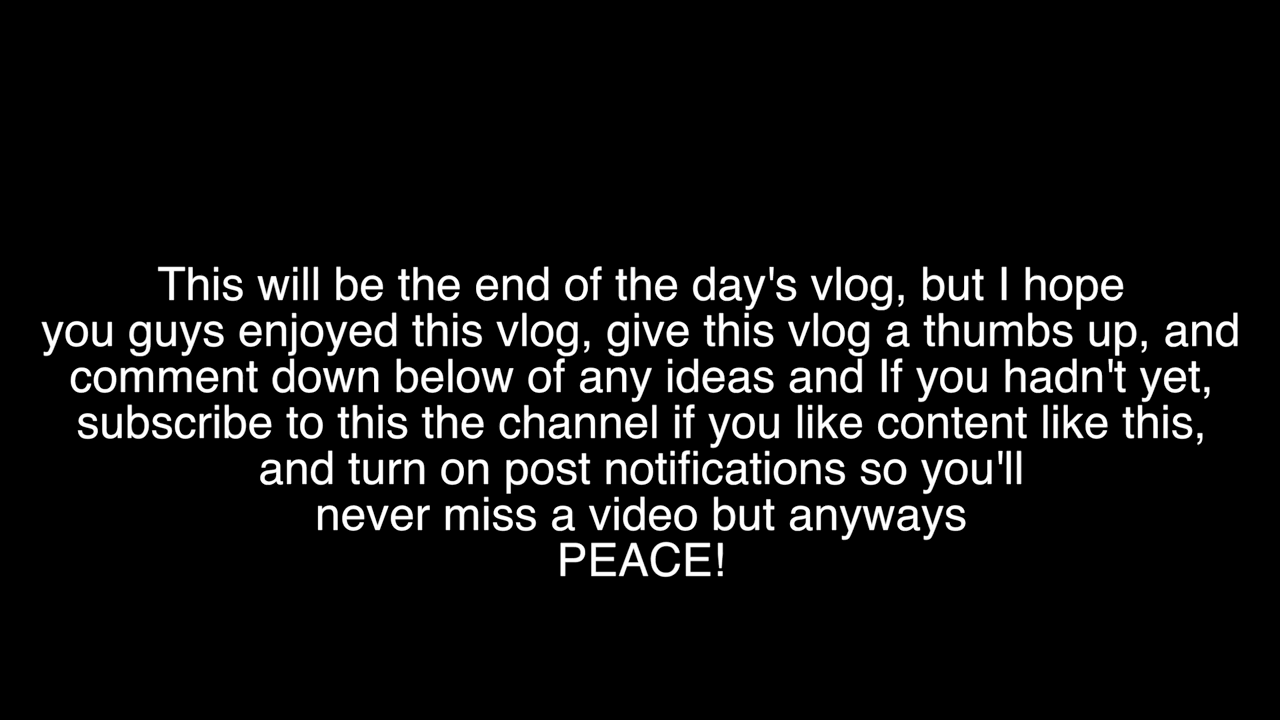 This will be the end of the day's vlog, but I hope
you guys enjoyed this vlog, give this vlog a thumbs up, and
comment down below of any ideas and If you hadn't yet,
subscribe to this the channel if you like content like this,
and turn on post notifications so you'll
never miss a video but anyways
PEACE!